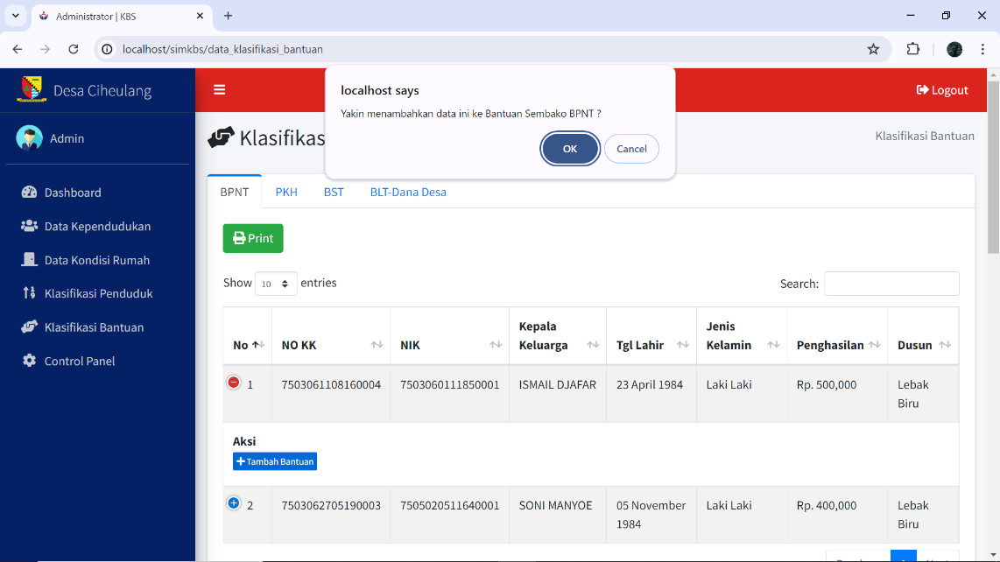 Administrator | KBS
localhost/simkbs/data_klasifikasi_bantuan
Desa Ciheulang
Logout
localhost says
Yakin menambahkan data ini ke Bantuan Sembako BPNT ?
OK
Cancel
Admin
Klasifikas
Klasifikasi Bantuan
Dashboard
Data Kependudukan
Data Kondisi Rumah
Klasifikasi Penduduk
Klasifikasi Bantuan
Control Panel
BPNT PKH BST BLT-Dana Desa
Print
Show 10 entries
Search:
No NO KK NIK Kepala Keluarga Tgl Lahir Jenis Kelamin Penghasilan Dusun
1 7503061108160004 7503060111850001 ISMAIL DJAFAR 23 April 1984 Laki Laki Rp. 500,000 Lebak Biru
Aksi
Tambah Bantuan
2 7503062705190003 7505020511640001 SONI MANYOE 05 November 1984 Laki Laki Rp. 400,000 Lebak Biru